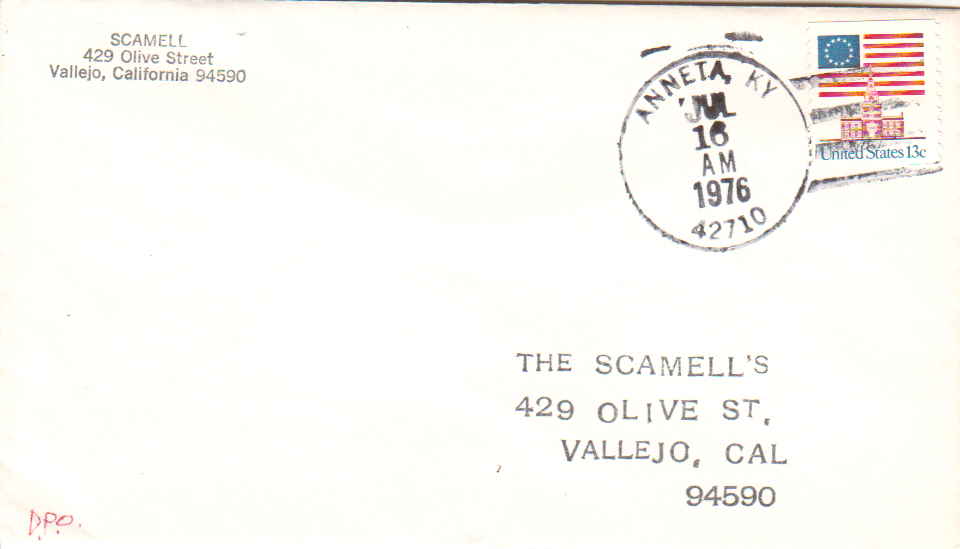 SCAMELL
429 Olive Street
Vallejo, California 94590
ANNETA, KY
JUL
16
AM
1976
42710
United States 13c
THE SCAMELL'S
429 OLIVE ST.
VALLEJO, CAL
94590
D.P.O.